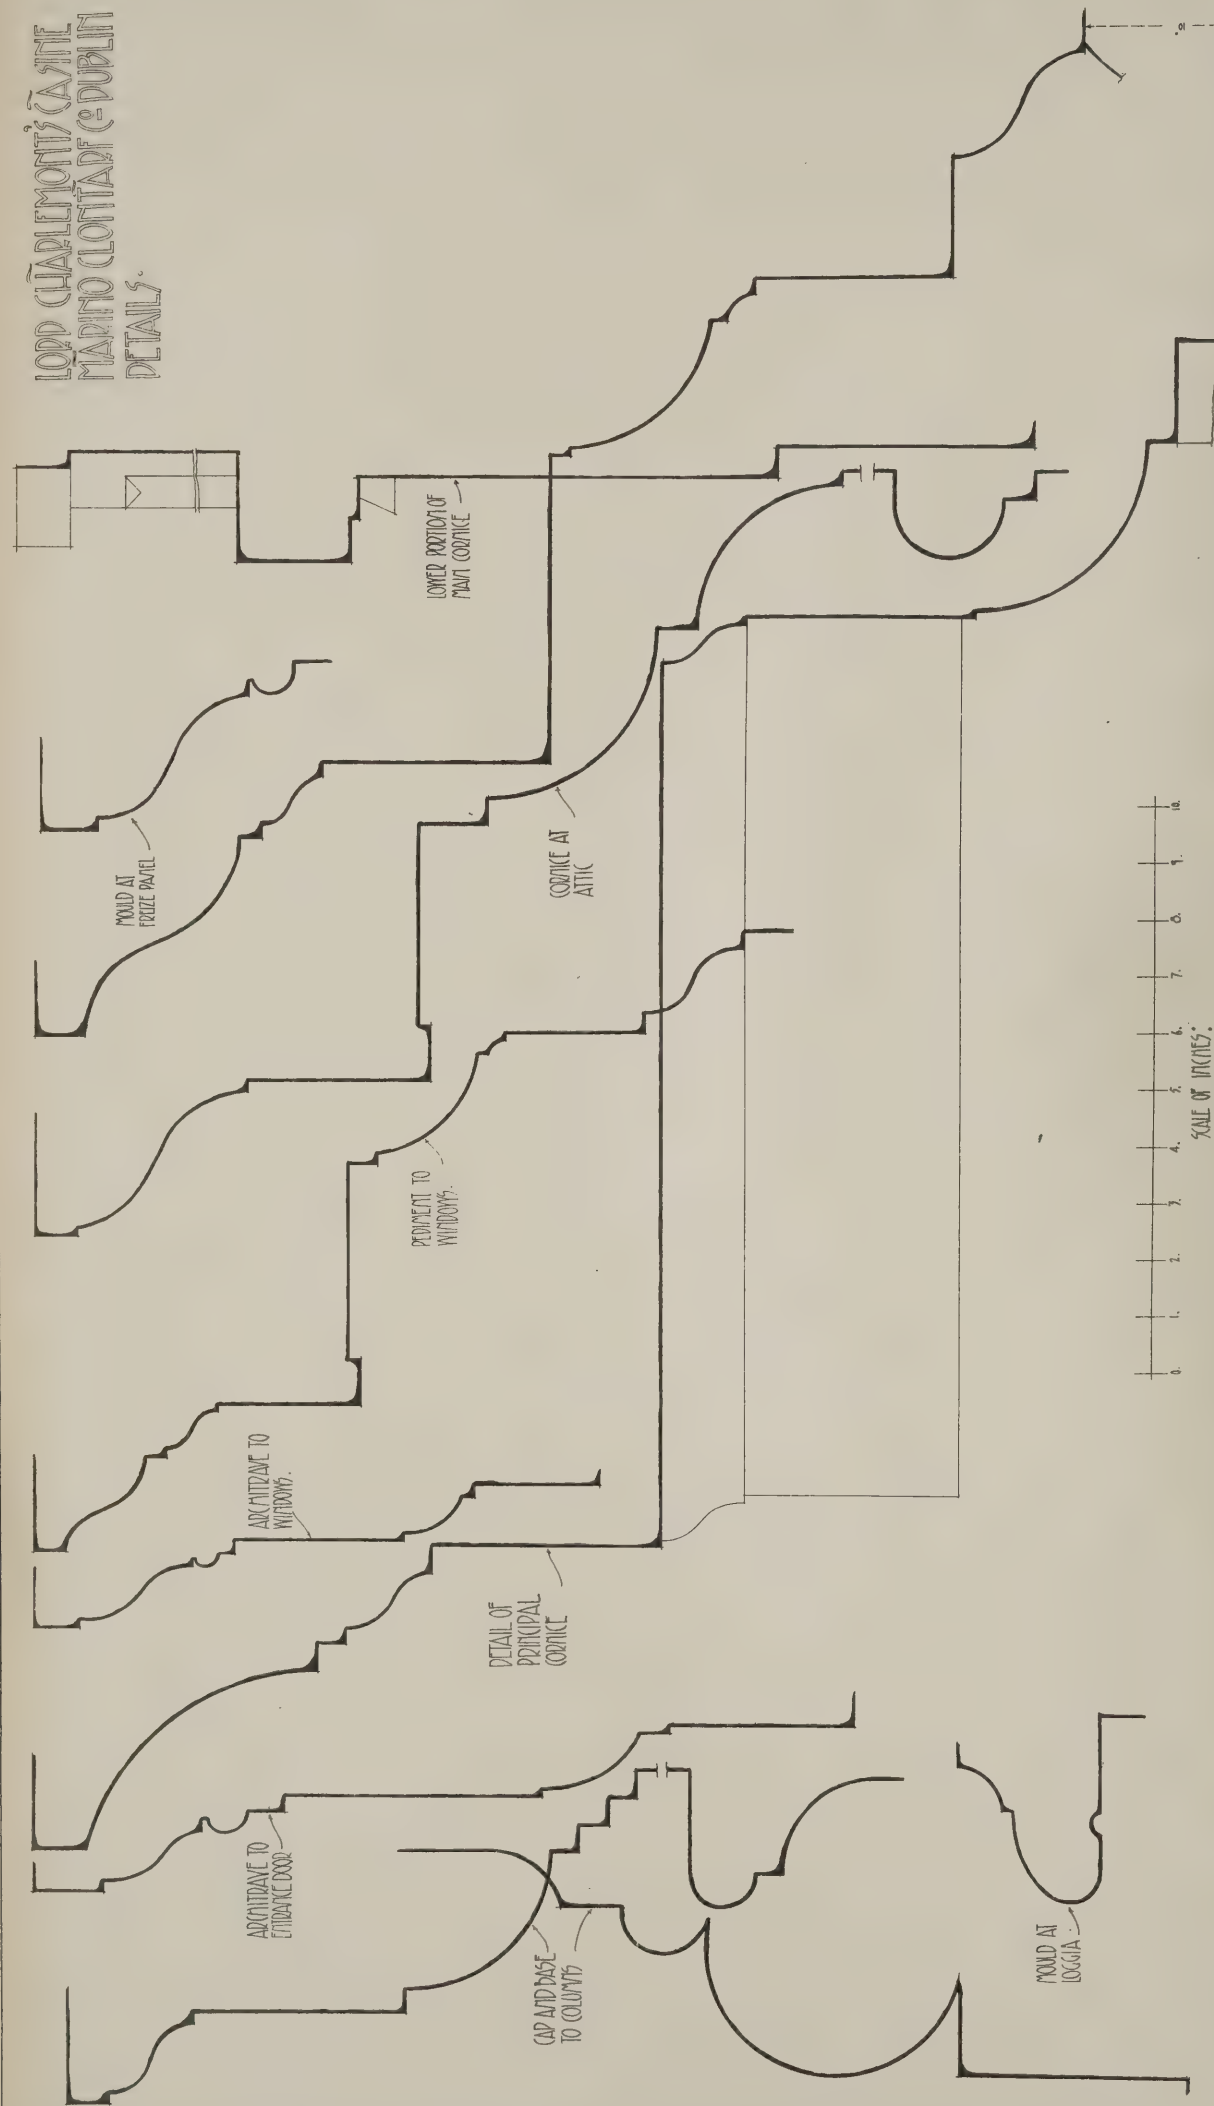 LORD CHARLEMONT'S CASINE
MARINO CLONTARF Cº DUBLIN
DETAILS.
LOWER PORTION OF
MAIN CORNICE
MOULD AT
FREIZE PANEL
CORNICE AT
ATTIC
PEDIMENT TO
WINDOWS.
ARCHITRAVE TO
WINDOWS.
DETAIL OF
PRINCIPAL
CORNICE
ARCHITRAVE TO
ENTRANCE DOOR
CAP AND BASE
TO COLUMNS
MOULD AT
LOGGIA
0. 1. 2. 3. 4. 5. 6. 7. 8. 9. 10.
SCALE OF INCHES: